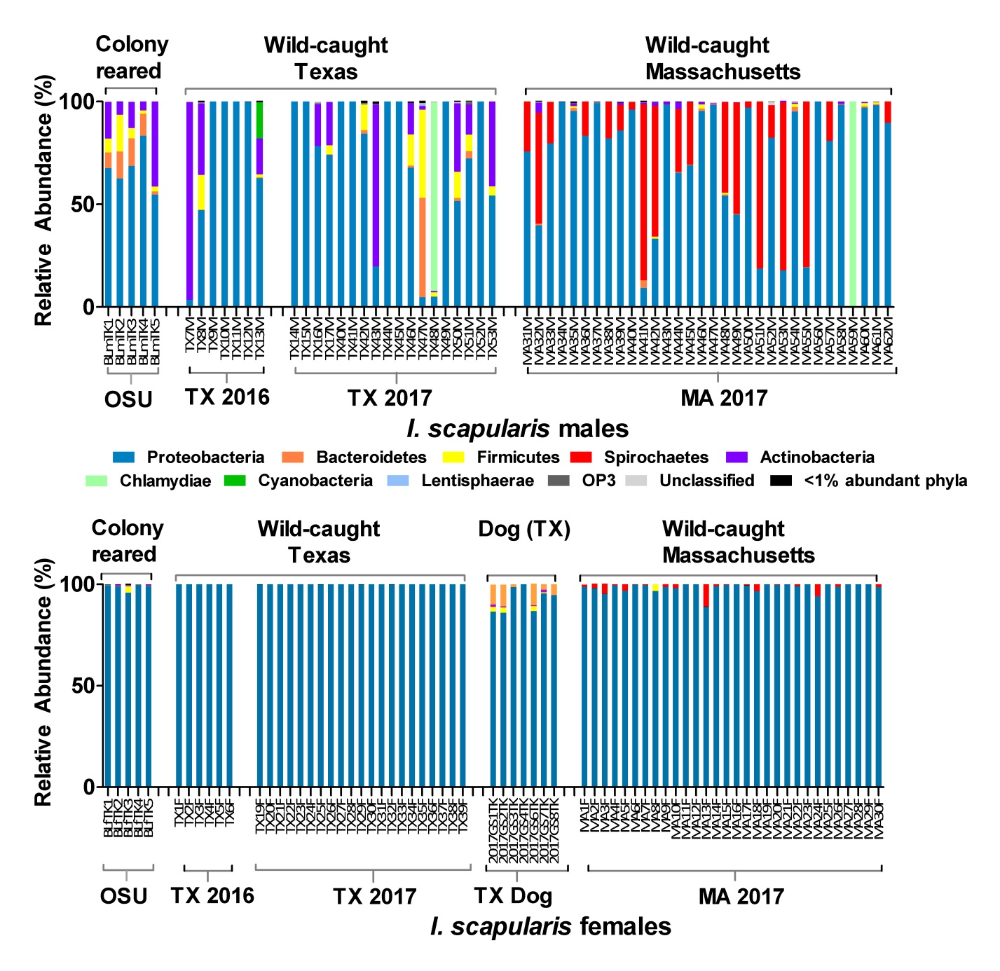 Colony
reared
Wild-caught
Texas
Wild-caught
Massachusetts
Relative Abundance (%)
100
50
0
BLmTK1 BLmTK2 BLmTK3 BLmTK4 BLmTK5 TX7M TX8M TX9M TX10M TX11M TX12M TX13M TX14M TX15M TX16M TX17M TX40M TX41M TX42M TX43M TX44M TX45M TX46M TX47M TX48M TX49M TX50M TX51M TX52M TX53M MA31M MA32M MA33M MA34M MA35M MA36M MA37M MA38M MA39M MA40M MA41M MA42M MA43M MA44M MA45M MA46M MA47M MA48M MA49M MA50M MA51M MA52M MA53M MA54M MA55M MA56M MA57M MA58M MA59M MA60M MA61M MA62M
OSU TX 2016 TX 2017 MA 2017
I. scapularis males
Proteobacteria Bacteroidetes Firmicutes Spirochaetes Actinobacteria
Chlamydiae Cyanobacteria Lentisphaerae OP3 Unclassified <1% abundant phyla
Colony
reared
Wild-caught
Texas
Dog (TX)
Wild-caught
Massachusetts
Relative Abundance (%)
100
50
0
BLFTK1 BLFTK2 BLFTK3 BLFTK4 BLFTK5 TX1F TX2F TX3F TX4F TX5F TX6F TX19F TX20F TX21F TX22F TX23F TX24F TX25F TX26F TX27F TX28F TX29F TX30F TX31F TX32F TX33F TX34F TX35F TX36F TX37F TX38F TX39F 2017GS1TK 2017GS2TK 2017GS3TK 2017GS4TK 2017GS6TK 2017GS7TK 2017GS8TK MA1F MA2F MA3F MA4F MA5F MA6F MA7F MA8F MA9F MA10F MA11F MA12F MA13F MA14F MA15F MA16F MA17F MA18F MA19F MA20F MA21F MA22F MA23F MA24F MA25F MA26F MA27F MA28F MA29F MA30F
OSU TX 2016 TX 2017 TX Dog MA 2017
I. scapularis females